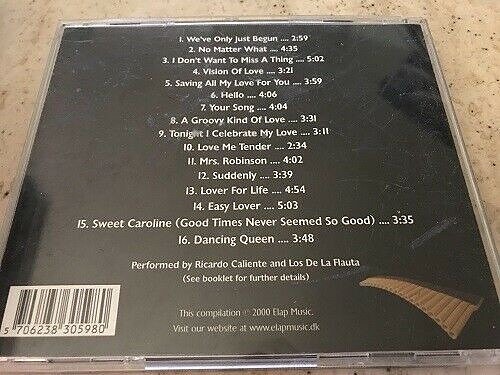 1. We've Only Just Begun .... 2:59
2. No Matter What .... 4:35
3. I Don't Want To Miss A Thing .... 5:02
4. Vision Of Love .... 3:21
5. Saving All My Love For You .... 3:59
6. Hello .... 4:06
7. Your Song .... 4:04
8. A Groovy Kind Of Love .... 3:31
9. Tonight I Celebrate My Love .... 3:11
10. Love Me Tender .... 2:34
11. Mrs. Robinson .... 4:02
12. Suddenly .... 3:39
13. Lover For Life .... 4:54
14. Easy Lover .... 5:03
15. Sweet Caroline (Good Times Never Seemed So Good) .... 3:35
16. Dancing Queen .... 3:48
Performed by Ricardo Caliente and Los De La Flauta
(See booklet for further details)
This compilation ℗ 2000 Elap Music.
Visit our website at www.elapmusic.dk
5 706238 305980